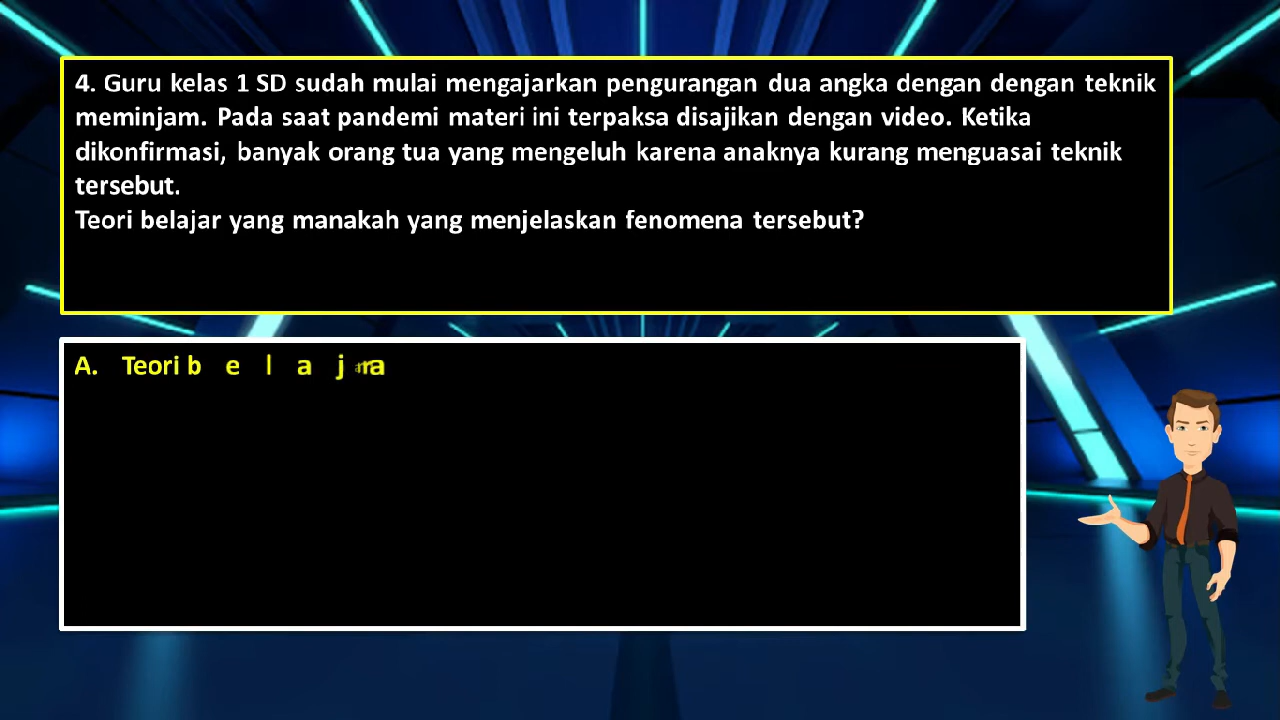 4. Guru kelas 1 SD sudah mulai mengajarkan pengurangan dua angka dengan dengan teknik
meminjam. Pada saat pandemi materi ini terpaksa disajikan dengan video. Ketika
dikonfirmasi, banyak orang tua yang mengeluh karena anaknya kurang menguasai teknik
tersebut.
Teori belajar yang manakah yang menjelaskan fenomena tersebut?
A. Teori b e l a j